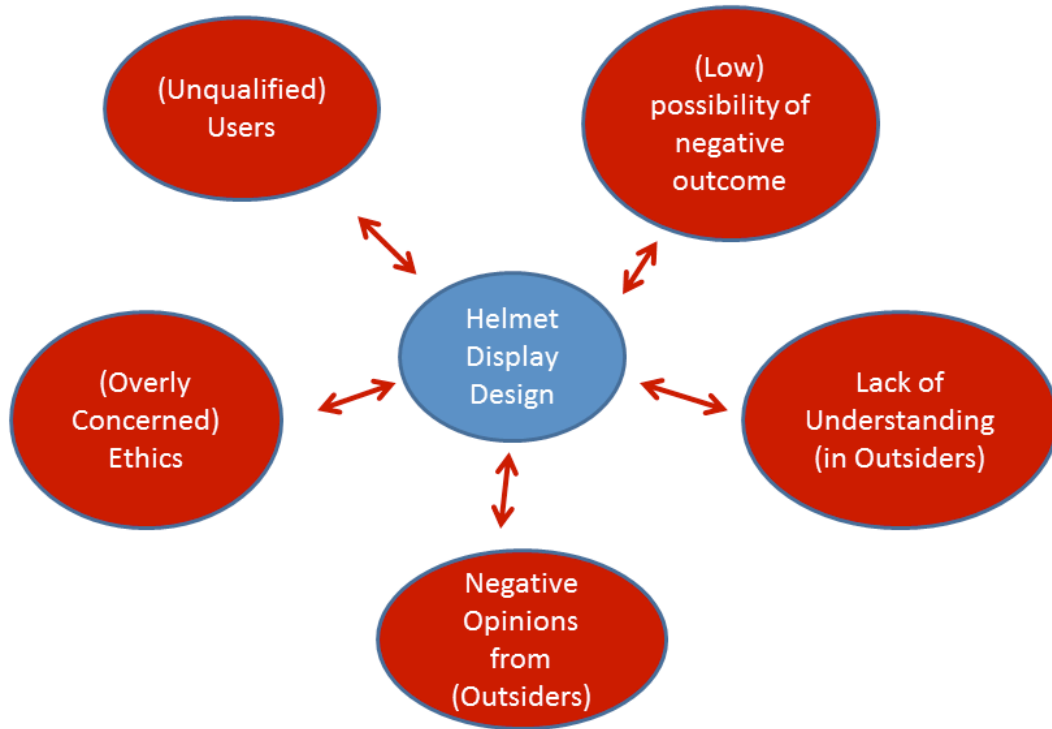 (Unqualified)
Users
(Low)
possibility of
negative
outcome
Helmet
Display
Design
(Overly
Concerned)
Ethics
Lack of
Understanding
(in Outsiders)
Negative
Opinions
from
(Outsiders)